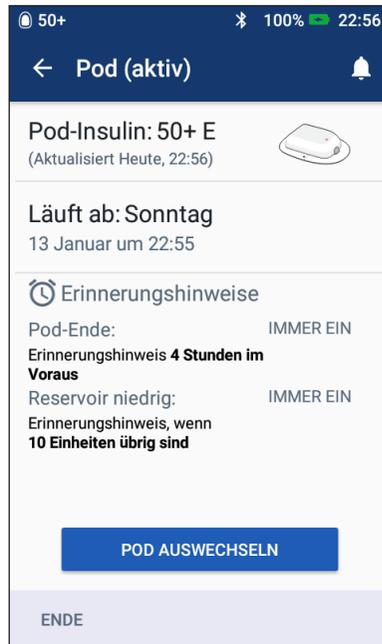 50+ 100% 22:56
Pod (aktiv)
Pod-Insulin: 50+ E
(Aktualisiert Heute, 22:56)
Läuft ab: Sonntag
13 Januar um 22:55
Erinnerungshinweise
Pod-Ende: IMMER EIN
Erinnerungshinweis 4 Stunden im
Voraus
Reservoir niedrig: IMMER EIN
Erinnerungshinweis, wenn
10 Einheiten übrig sind
POD AUSWECHSELN
ENDE